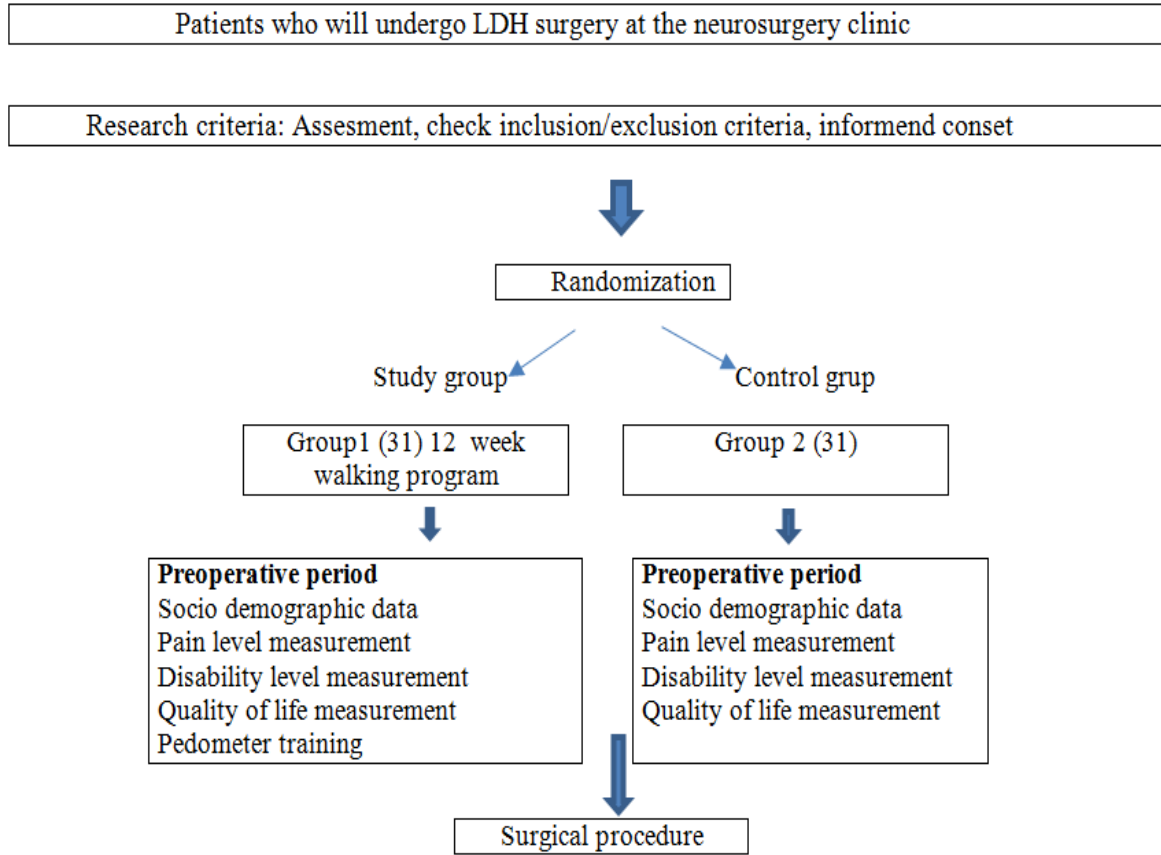 Patients who will undergo LDH surgery at the neurosurgery clinic
Research criteria: Assesment, check inclusion/exclusion criteria, informend conset
Randomization
Study group
Control grup
Group1 (31) 12 week
walking program
Group 2 (31)
Preoperative period
Socio demographic data
Pain level measurement
Disability level measurement
Quality of life measurement
Pedometer training
Preoperative period
Socio demographic data
Pain level measurement
Disability level measurement
Quality of life measurement
Surgical procedure